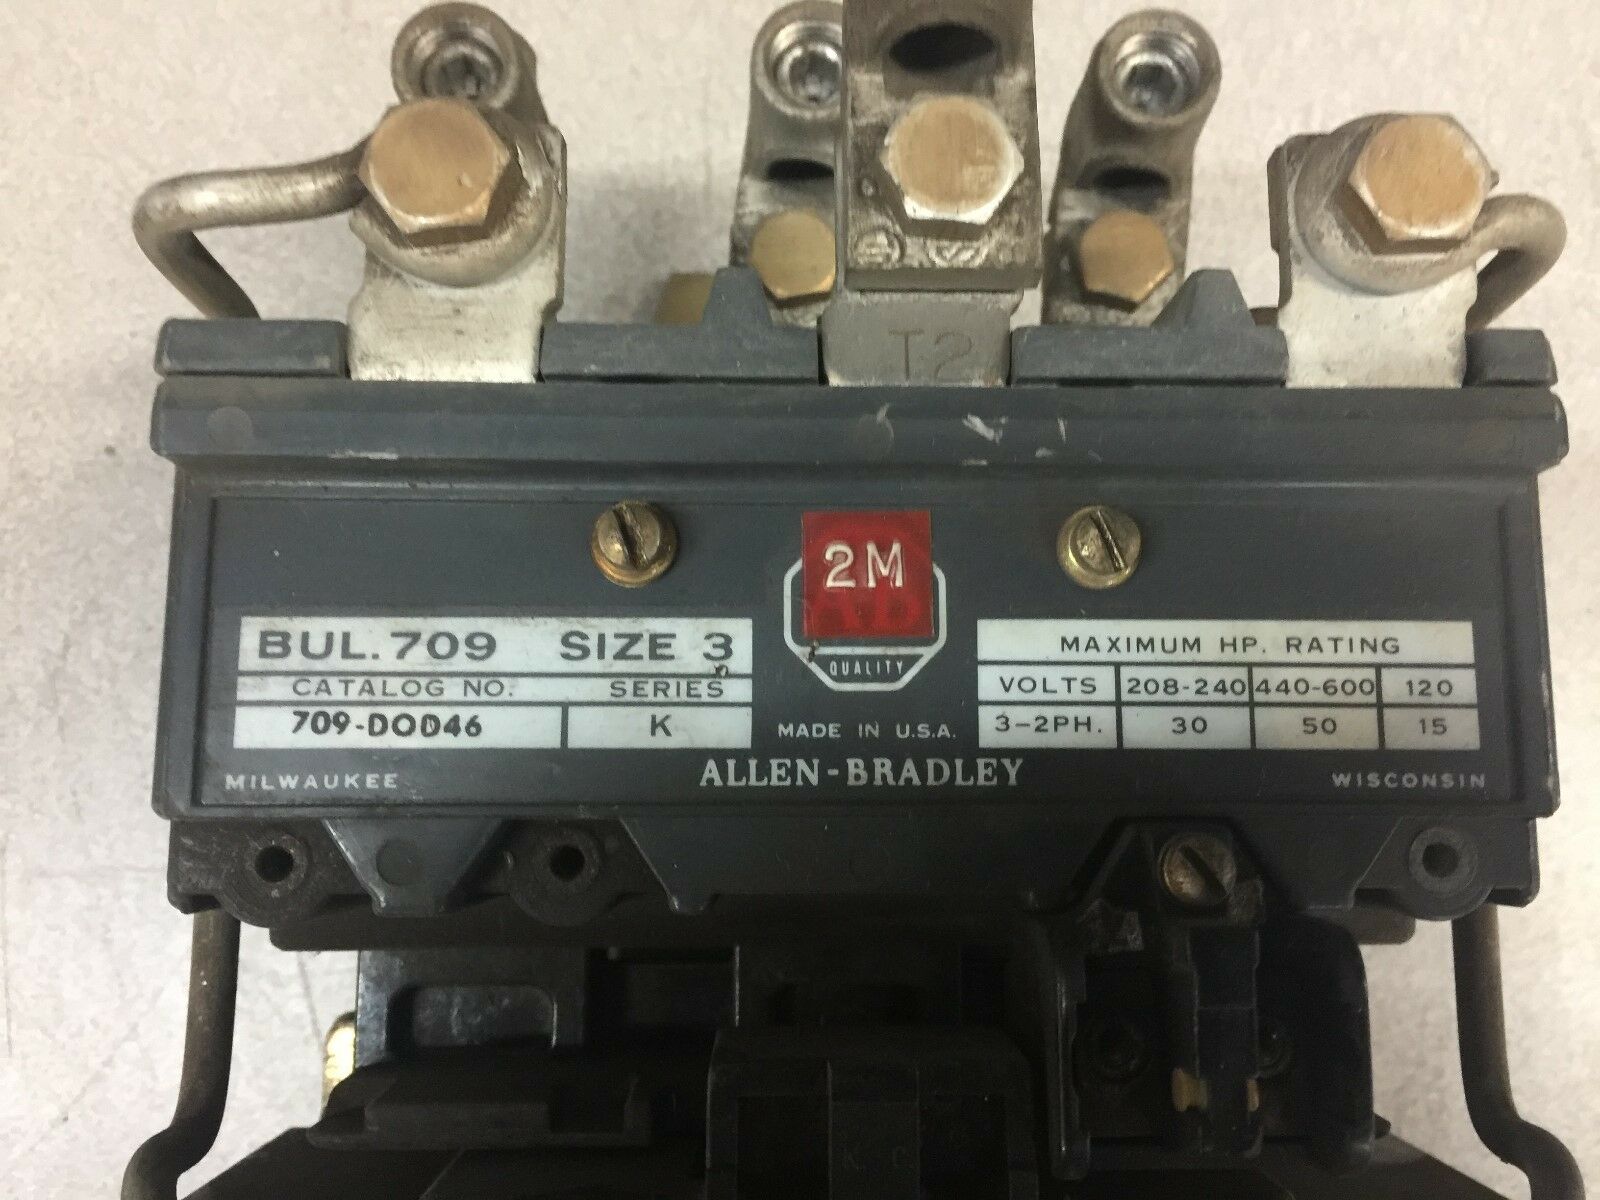 T2
2M
QUALITY
BUL. 709 SIZE 3
CATALOG NO. SERIES
709-DOD46 K
MAXIMUM HP. RATING
VOLTS 208-240 440-600 120
3-2PH. 30 50 15
MADE IN U.S.A.
MILWAUKEE ALLEN-BRADLEY WISCONSIN